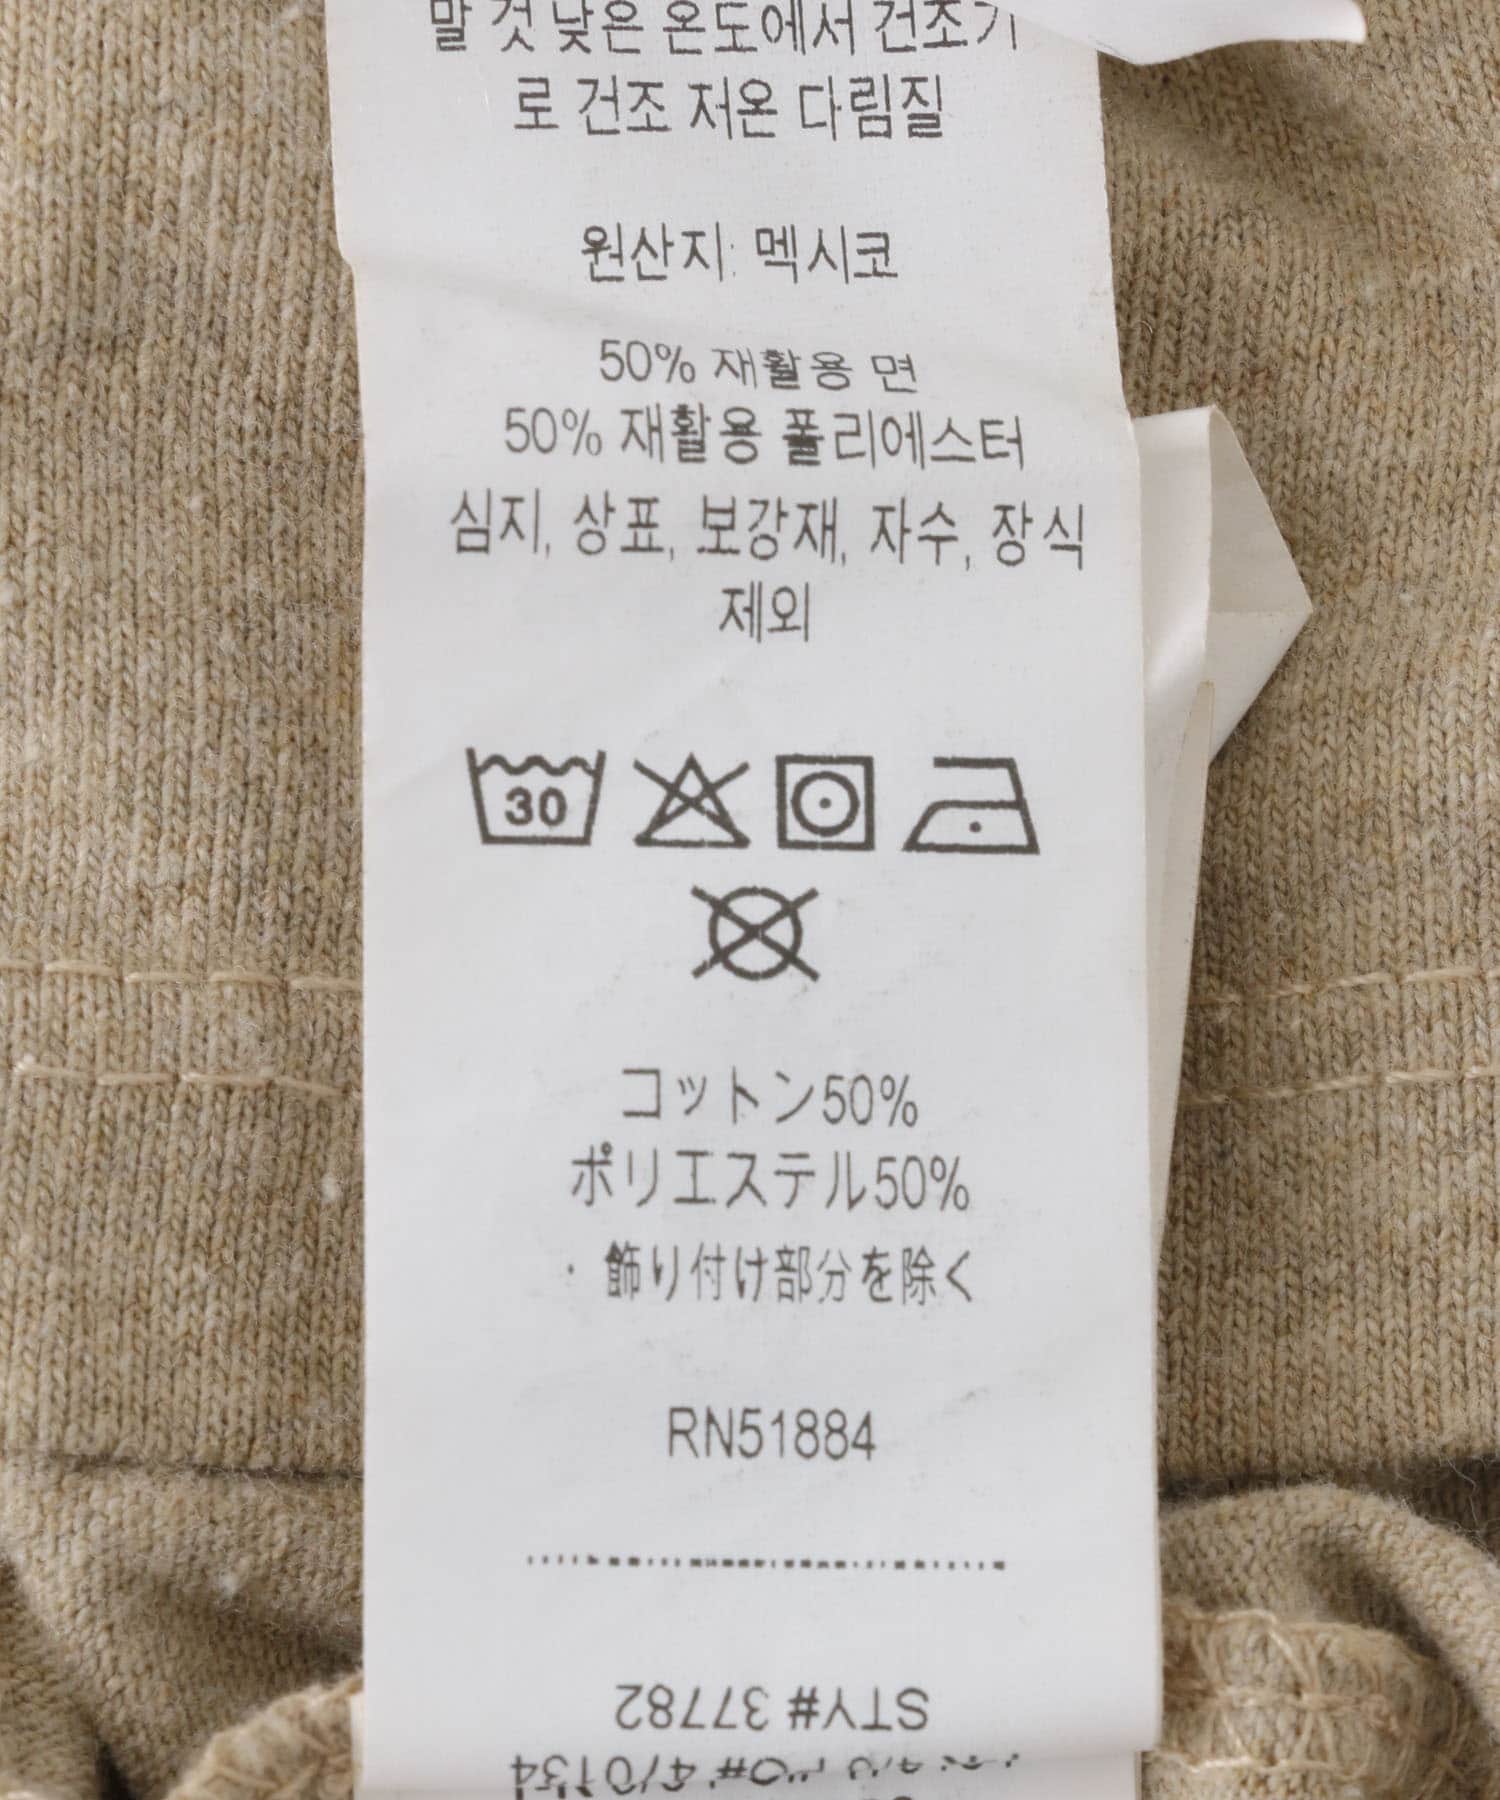 말 것 낮은 온도에서 건조기
로 건조 저온 다림질
원산지: 멕시코
50% 재활용 면
50% 재활용 폴리에스터
심지, 상표, 보강재, 자수, 장식
제외
30
コットン50%
ポリエステル50%
・飾り付け部分を除く
RN51884
STY# 37782